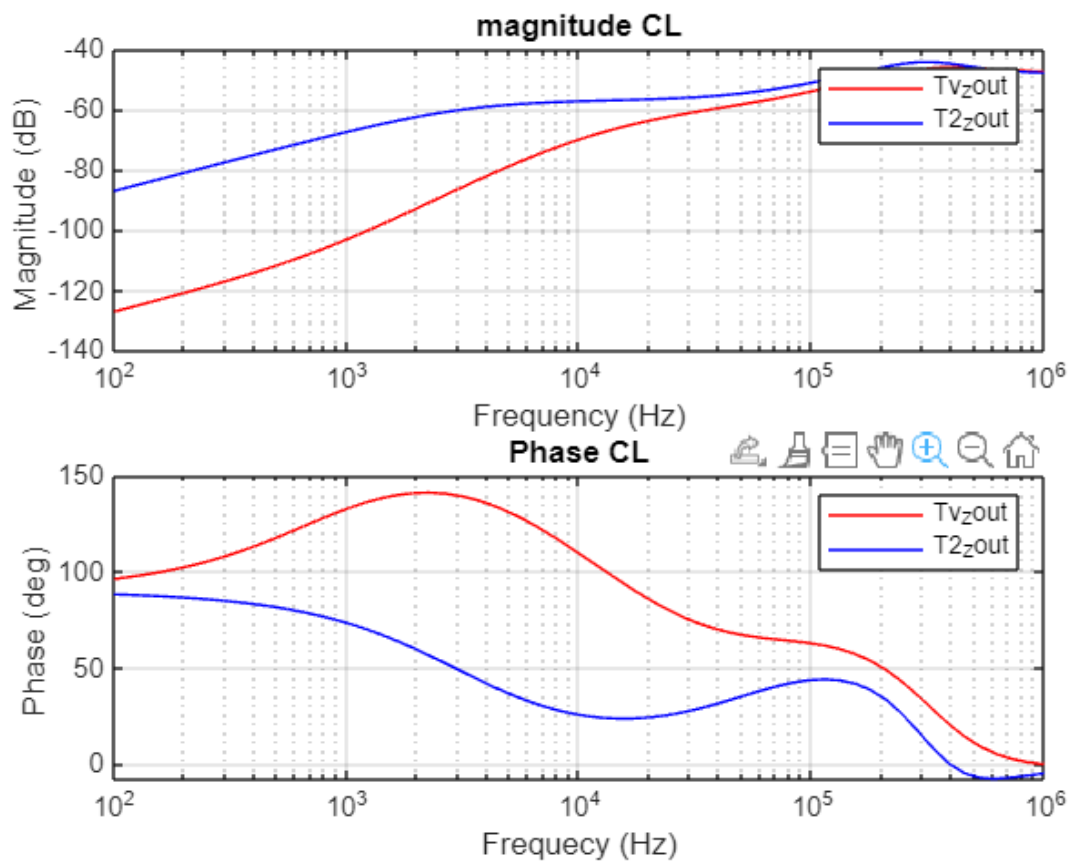 magnitude CL
Magnitude (dB)
-40
-60
-80
-100
-120
-140
TvZout
T2Zout
10² 10³ 10⁴ 10⁵ 10⁶
Frequency (Hz)
Phase CL
Phase (deg)
150
100
50
0
TvZout
T2Zout
10² 10³ 10⁴ 10⁵ 10⁶
Frequecy (Hz)